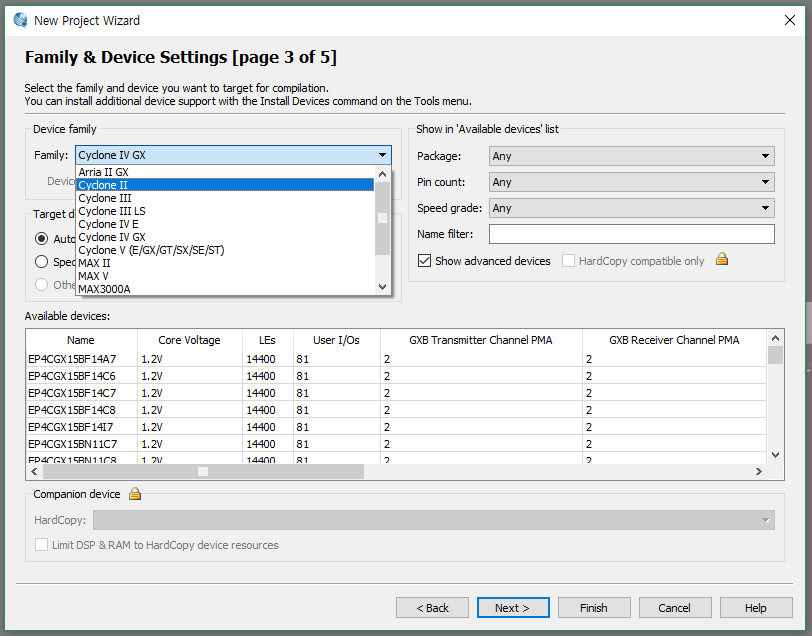 New Project Wizard
Family & Device Settings [page 3 of 5]
Select the family and device you want to target for compilation.
You can install additional device support with the Install Devices command on the Tools menu.
Device family
Family: Cyclone IV GX
Arria II GX
Cyclone II
Cyclone III
Cyclone III LS
Cyclone IV E
Cyclone IV GX
Cyclone V (E/GX/GT/SX/SE/ST)
MAX II
MAX V
MAX3000A
Devic
Target d
Auto
Spec
Othe
Show in 'Available devices' list
Package: Any
Pin count: Any
Speed grade: Any
Name filter:
Show advanced devices HardCopy compatible only
Available devices:
Name Core Voltage LEs User I/Os GXB Transmitter Channel PMA GXB Receiver Channel PMA
EP4CGX15BF14A7 1.2V 14400 81 2 2
EP4CGX15BF14C6 1.2V 14400 81 2 2
EP4CGX15BF14C7 1.2V 14400 81 2 2
EP4CGX15BF14C8 1.2V 14400 81 2 2
EP4CGX15BF14I7 1.2V 14400 81 2 2
EP4CGX15BN11C7 1.2V 14400 81 2 2
EP4CGX15BN11C8 1.2V 14400 81 2 2
Companion device
HardCopy:
Limit DSP & RAM to HardCopy device resources
< Back Next > Finish Cancel Help